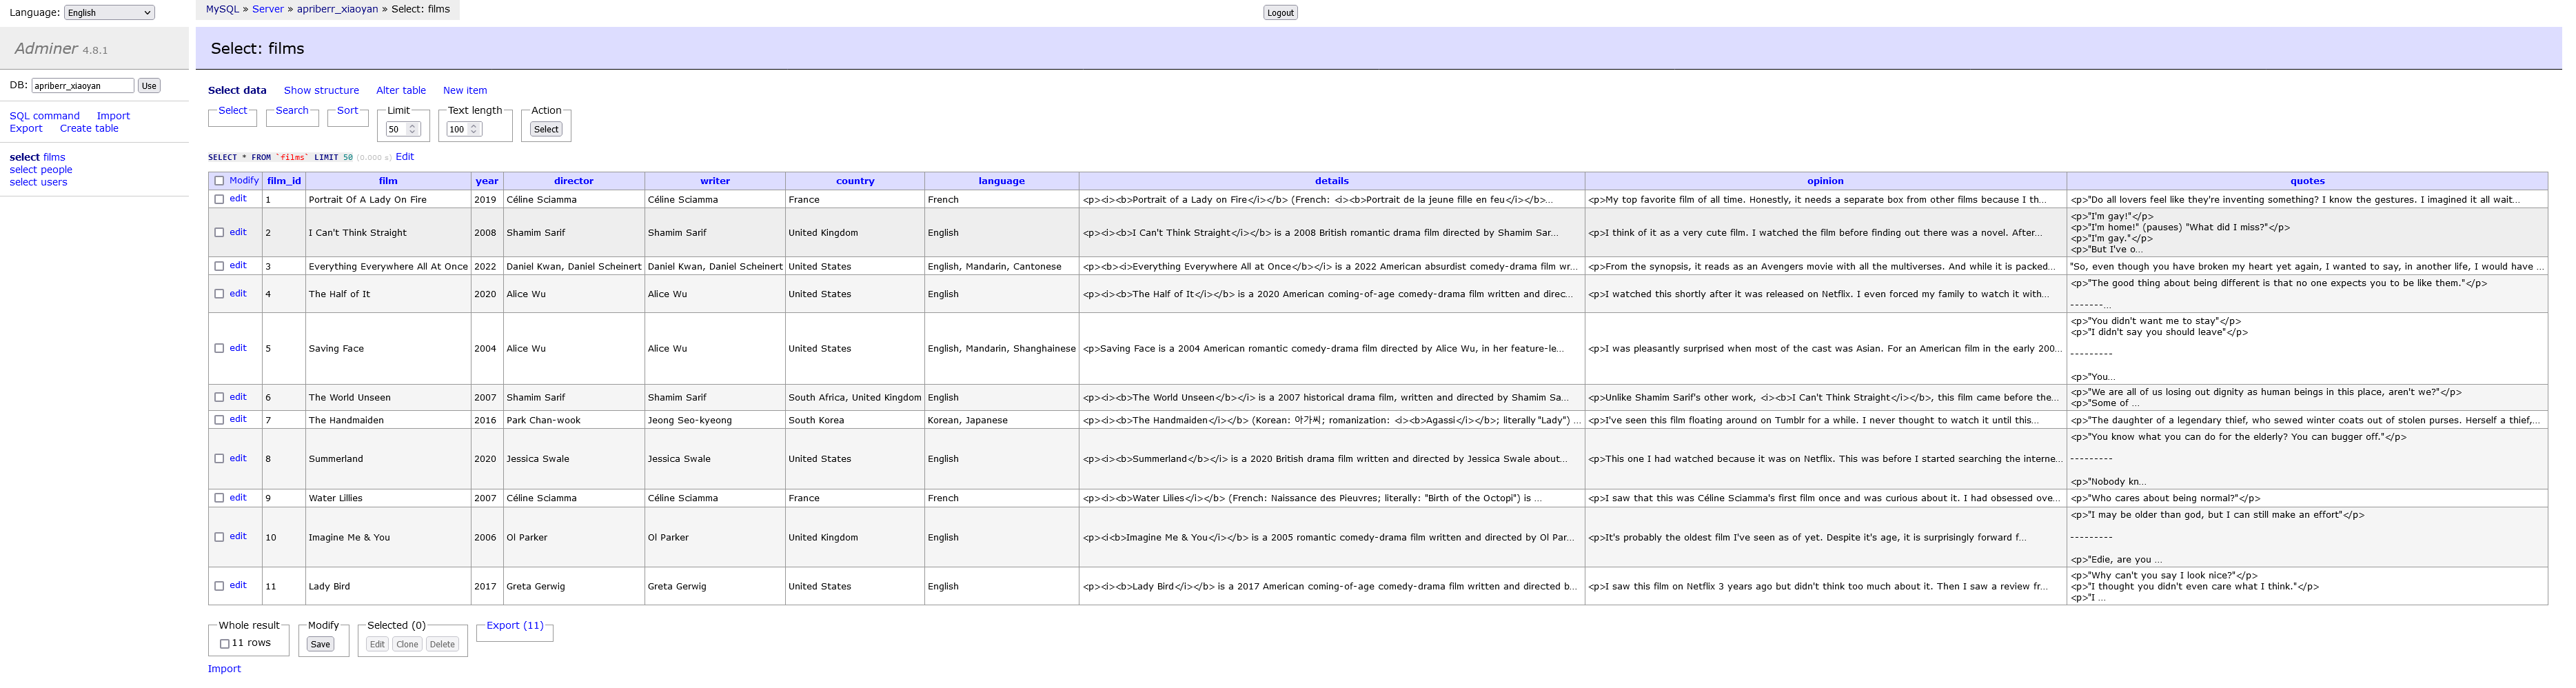 Language: English
MySQL » Server » apriberr_xiaoyan » Select: films
Logout
Adminer 4.8.1
Select: films
DB: apriberr_xiaoyan Use
SQL command Import
Export Create table
select films
select people
select users
Select data Show structure Alter table New item
Select Search Sort Limit Text length Action
50 100 Select
SELECT * FROM `films` LIMIT 50 (0.000 s) Edit
Modify film_id film year director writer country language details opinion quotes
edit 1 Portrait Of A Lady On Fire 2019 Céline Sciamma Céline Sciamma France French <p><i><b>Portrait of a Lady on Fire</i></b> (French: <i><b>Portrait de la jeune fille en feu</i></b>... <p>My top favorite film of all time. Honestly, it needs a separate box from other films because I th... <p>"Do all lovers feel like they're inventing something? I know the gestures. I imagined it all wait...
edit 2 I Can't Think Straight 2008 Shamim Sarif Shamim Sarif United Kingdom English <p><i><b>I Can't Think Straight</i></b> is a 2008 British romantic drama film directed by Shamim Sar... <p>I think of it as a very cute film. I watched the film before finding out there was a novel. After... <p>"I'm gay!"</p>
<p>"I'm home!" (pauses) "What did I miss?"</p>
<p>"I'm gay."</p>
<p>"But I've o...
edit 3 Everything Everywhere All At Once 2022 Daniel Kwan, Daniel Scheinert Daniel Kwan, Daniel Scheinert United States English, Mandarin, Cantonese <p><b><i>Everything Everywhere All at Once</b></i> is a 2022 American absurdist comedy-drama film wr... <p>From the synopsis, it reads as an Avengers movie with all the multiverses. And while it is packed... "So, even though you have broken my heart yet again, I wanted to say, in another life, I would have ...
edit 4 The Half of It 2020 Alice Wu Alice Wu United States English <p><i><b>The Half of It</i></b> is a 2020 American coming-of-age comedy-drama film written and direc... <p>I watched this shortly after it was released on Netflix. I even forced my family to watch it with... <p>"The good thing about being different is that no one expects you to be like them."</p>
-------...
edit 5 Saving Face 2004 Alice Wu Alice Wu United States English, Mandarin, Shanghainese <p>Saving Face is a 2004 American romantic comedy-drama film directed by Alice Wu, in her feature-le... <p>I was pleasantly surprised when most of the cast was Asian. For an American film in the early 200... <p>"You didn't want me to stay"</p>
<p>"I didn't say you should leave"</p>
---------
<p>"You...
edit 6 The World Unseen 2007 Shamim Sarif Shamim Sarif South Africa, United Kingdom English <p><i><b>The World Unseen</b></i> is a 2007 historical drama film, written and directed by Shamim Sa... <p>Unlike Shamim Sarif's other work, <i><b>I Can't Think Straight</i></b>, this film came before the... <p>"We are all of us losing out dignity as human beings in this place, aren't we?"</p>
<p>"Some of ...
edit 7 The Handmaiden 2016 Park Chan-wook Jeong Seo-kyeong South Korea Korean, Japanese <p><i><b>The Handmaiden</i></b> (Korean: 아가씨; romanization: <i><b>Agassi</i></b>; literally "Lady") ... <p>I've seen this film floating around on Tumblr for a while. I never thought to watch it until this... <p>"The daughter of a legendary thief, who sewed winter coats out of stolen purses. Herself a thief,...
edit 8 Summerland 2020 Jessica Swale Jessica Swale United States English <p><i><b>Summerland</b></i> is a 2020 British drama film written and directed by Jessica Swale about... <p>This one I had watched because it was on Netflix. This was before I started searching the interne... <p>"You know what you can do for the elderly? You can bugger off."</p>
---------
<p>"Nobody kn...
edit 9 Water Lillies 2007 Céline Sciamma Céline Sciamma France French <p><i><b>Water Lilies</i></b> (French: Naissance des Pieuvres; literally: "Birth of the Octopi") is ... <p>I saw that this was Céline Sciamma's first film once and was curious about it. I had obsessed ove... <p>"Who cares about being normal?"</p>
edit 10 Imagine Me & You 2006 Ol Parker Ol Parker United Kingdom English <p><i<b>Imagine Me & You</i></b> is a 2005 romantic comedy-drama film written and directed by Ol Par... <p>It's probably the oldest film I've seen as of yet. Despite it's age, it is surprisingly forward f... <p>"I may be older than god, but I can still make an effort"</p>
---------
<p>"Edie, are you ...
edit 11 Lady Bird 2017 Greta Gerwig Greta Gerwig United States English <p><i><b>Lady Bird</i></b> is a 2017 American coming-of-age comedy-drama film written and directed b... <p>I saw this film on Netflix 3 years ago but didn't think too much about it. Then I saw a review fr... <p>"Why can't you say I look nice?"</p>
<p>"I thought you didn't even care what I think."</p>
<p>"I ...
Whole result Modify Selected (0) Export (11)
11 rows Save Edit Clone Delete
Import